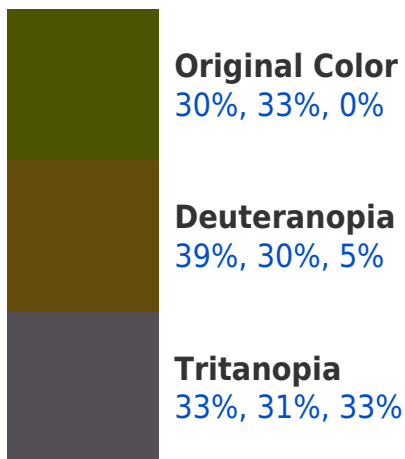 Original Color
30%, 33%, 0%
Deuteranopia
39%, 30%, 5%
Tritanopia
33%, 31%, 33%